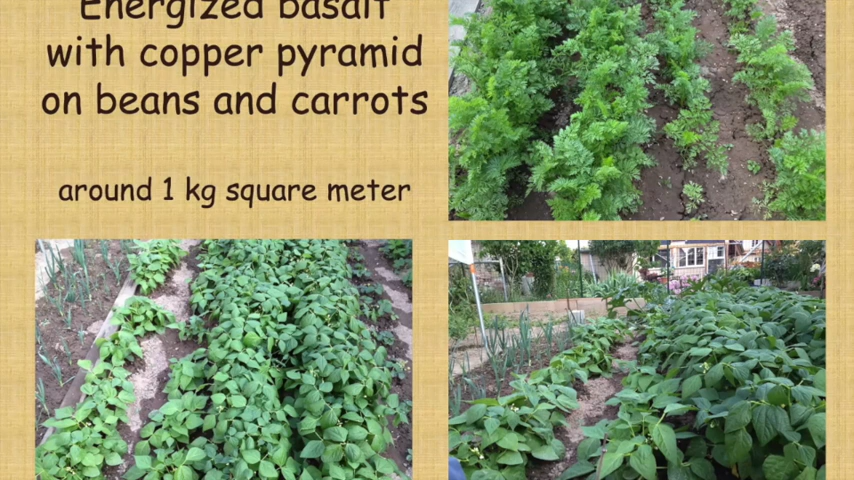 Energized basalt
with copper pyramid
on beans and carrots
around 1 kg square meter